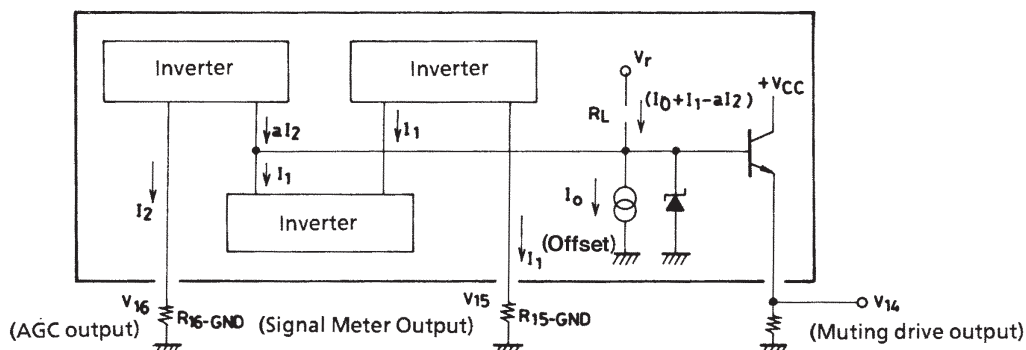 Inverter
Inverter
Vr
+VCC
RL
(I0+I1-aI2)
aI2
I1
I1
I2
Inverter
Io
(Offset)
I1
V16
R16-GND
(AGC output)
V15
R15-GND
(Signal Meter Output)
V14
(Muting drive output)